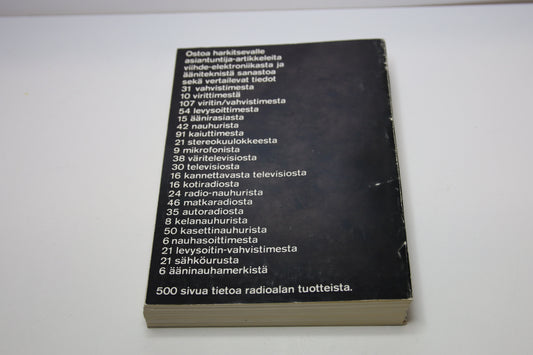 Ostoa harkitsevalle
asiantuntija-artikkeleita
viihde-elektroniikasta ja
ääniteknistä sanastoa
sekä vertailevat tiedot
31 vahvistimesta
10 virittimestä
107 viritin/vahvistimesta
54 levysoittimesta
15 äänirasiasta
42 nauhurista
91 kaiuttimesta
21 stereokuulokkeesta
9 mikrofonista
38 väritelevisiosta
30 televisiosta
16 kannettavasta televisiosta
16 kotiradiosta
24 radio-nauhurista
46 matkaradiosta
35 autoradiosta
8 kelanauhurista
50 kasettinauhurista
6 nauhasoittimesta
21 levysoitin-vahvistimesta
21 sähköurusta
6 ääninauhamerkistä
500 sivua tietoa radioalan tuotteista.